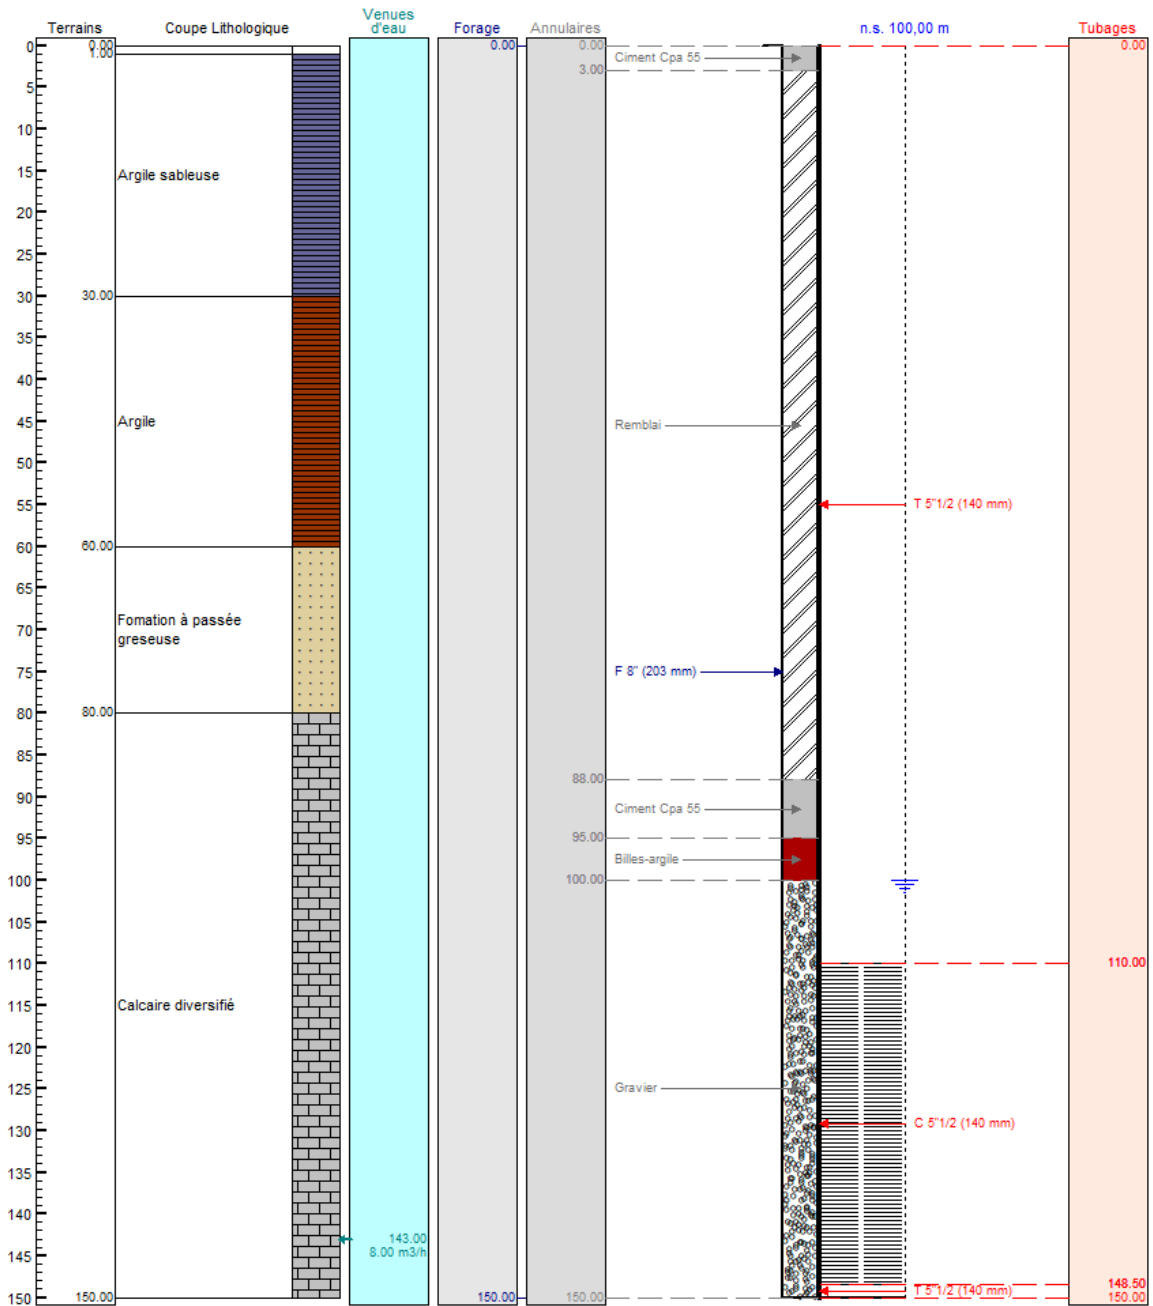 Terrains
Coupe Lithologique
Venues
d'eau
Forage
Annulaires
n.s. 100,00 m
Tubages
0
5
10
15
20
25
30
35
40
45
50
55
60
65
70
75
80
85
90
95
100
105
110
115
120
125
130
135
140
145
150
0.00
1.00
30.00
60.00
80.00
150.00
Argile sableuse
Argile
Fomation à passée
greseuse
Calcaire diversifié
143.00
8.00 m3/h
0.00
150.00
0.00
3.00
88.00
95.00
100.00
150.00
Ciment Cpa 55
Remblai
F 8" (203 mm)
Ciment Cpa 55
Billes-argile
Gravier
T 5"1/2 (140 mm)
C 5"1/2 (140 mm)
T 5"1/2 (140 mm)
0.00
110.00
148.50
150.00